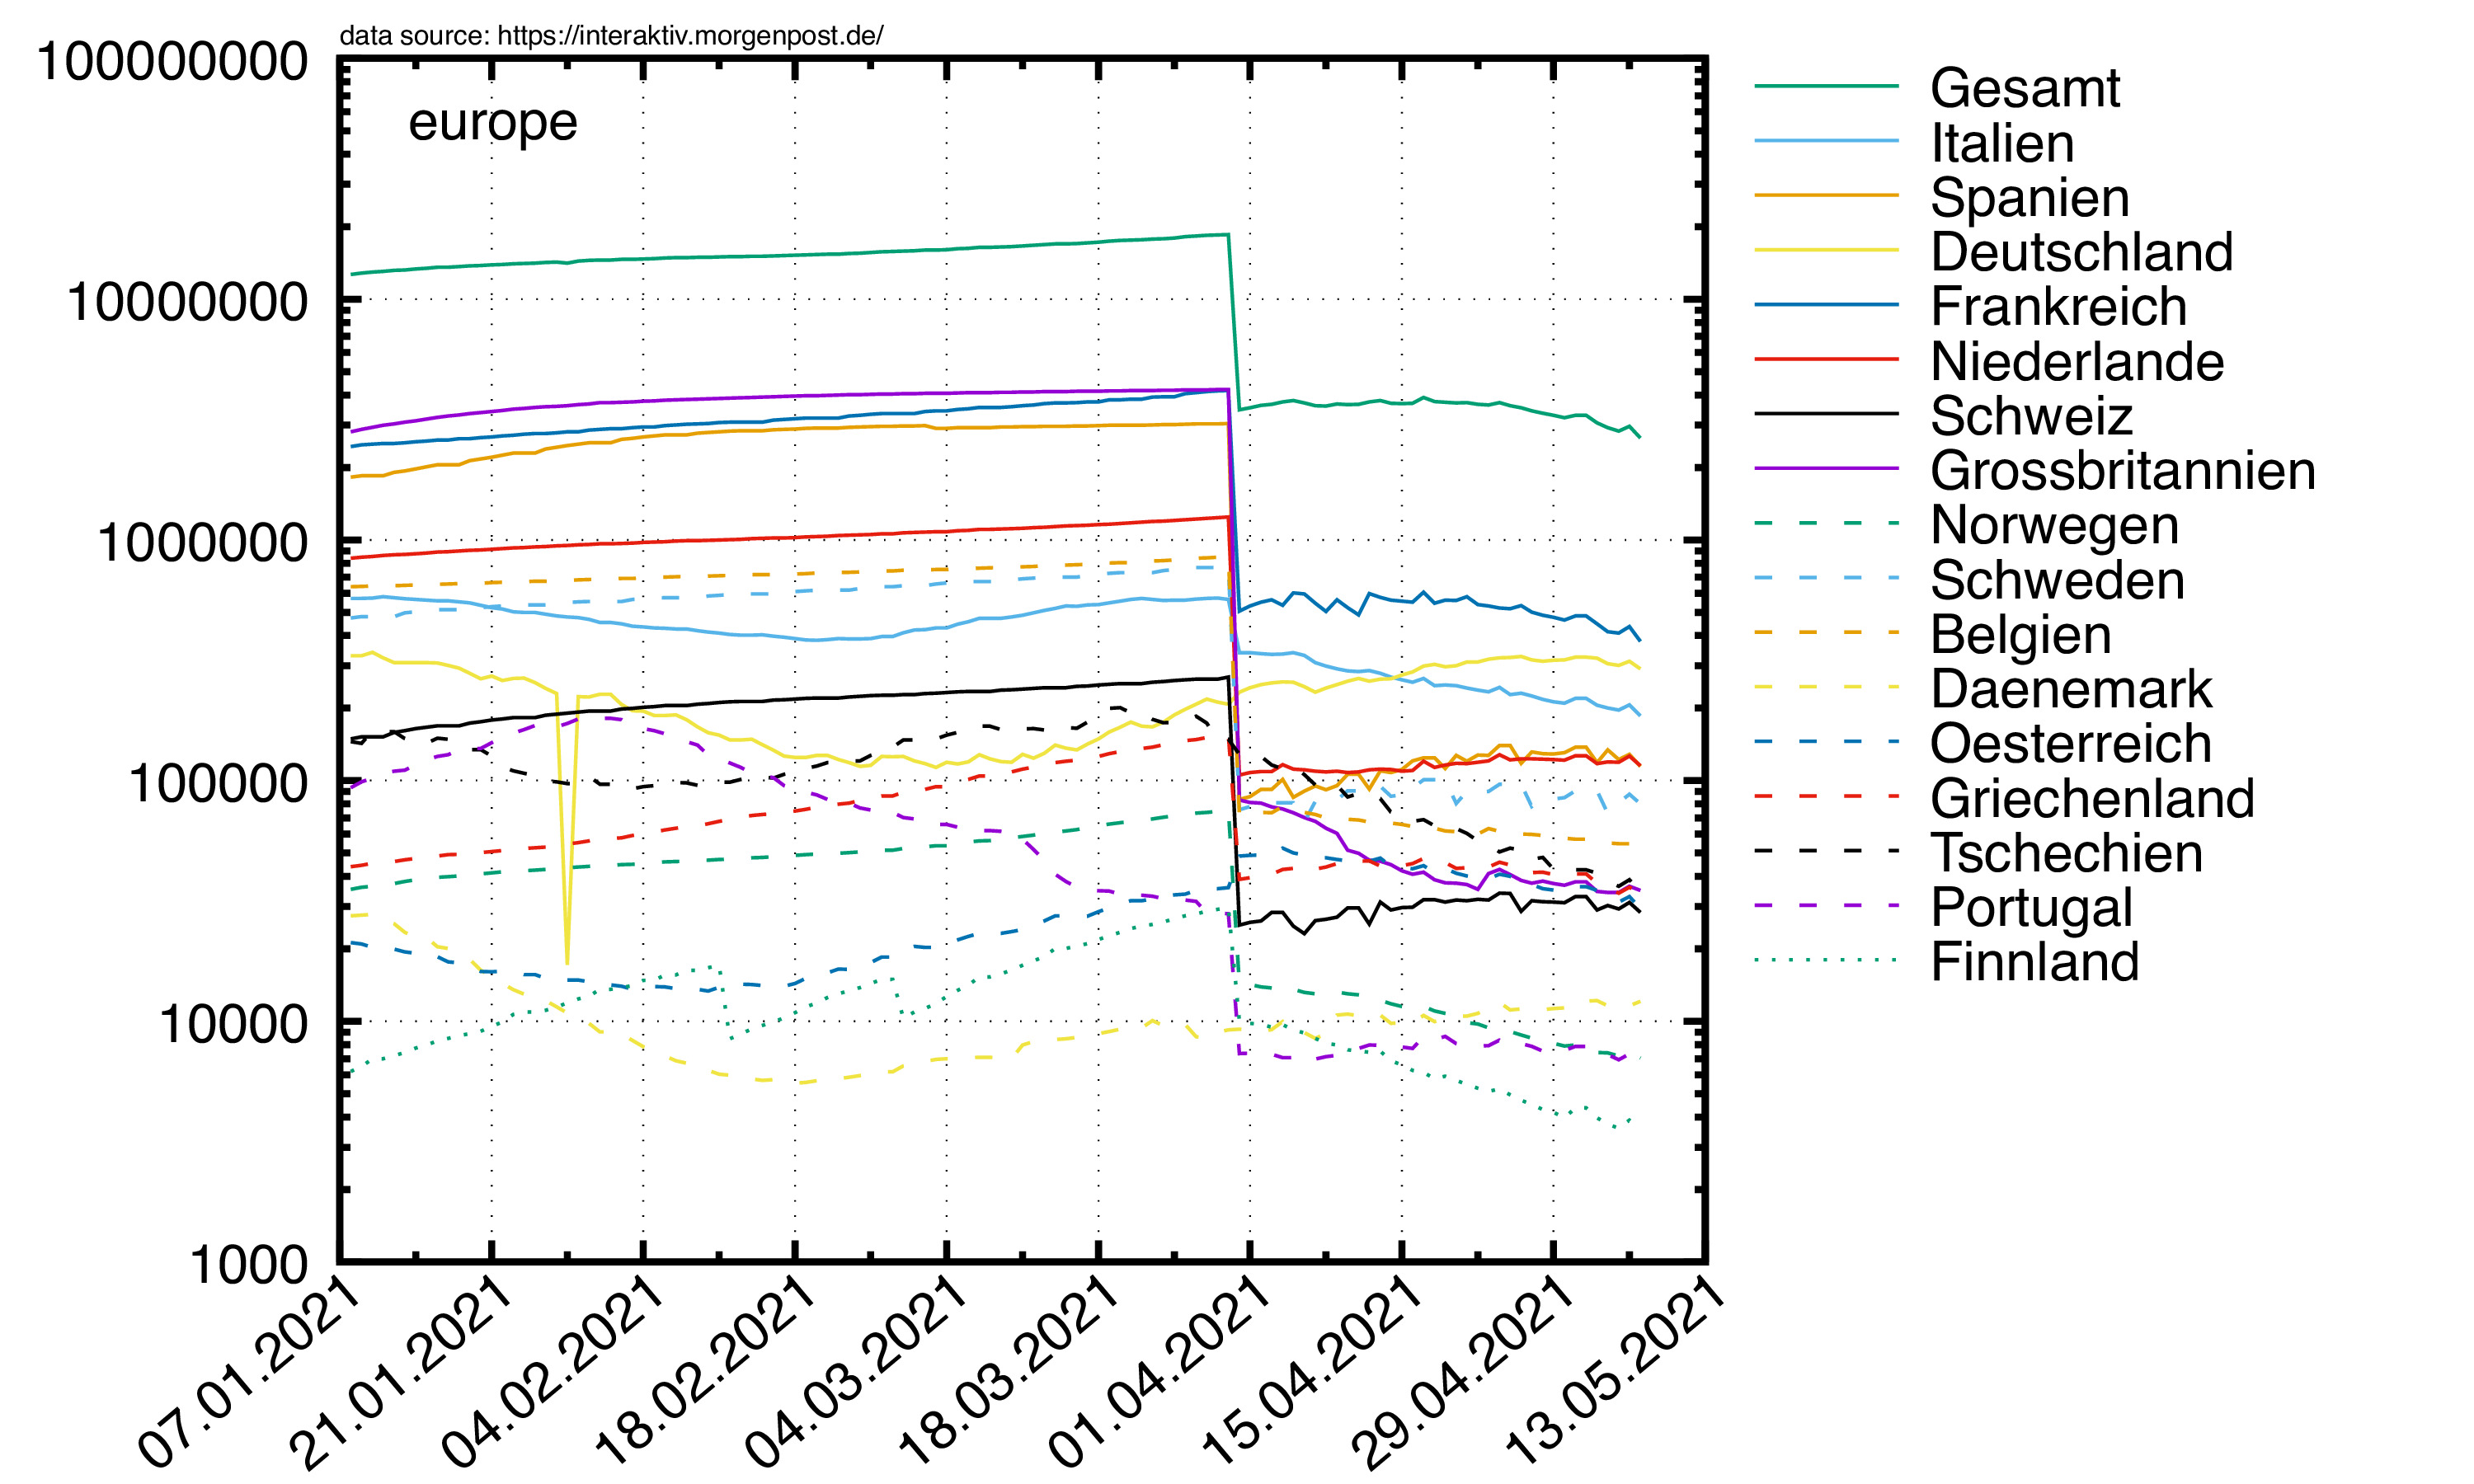 data source: https://interaktiv.morgenpost.de/
europe
100000000
10000000
1000000
100000
10000
1000
07.01.2021
21.01.2021
04.02.2021
18.02.2021
04.03.2021
18.03.2021
01.04.2021
15.04.2021
29.04.2021
13.05.2021
Gesamt
Italien
Spanien
Deutschland
Frankreich
Niederlande
Schweiz
Grossbritannien
Norwegen
Schweden
Belgien
Daenemark
Oesterreich
Griechenland
Tschechien
Portugal
Finnland